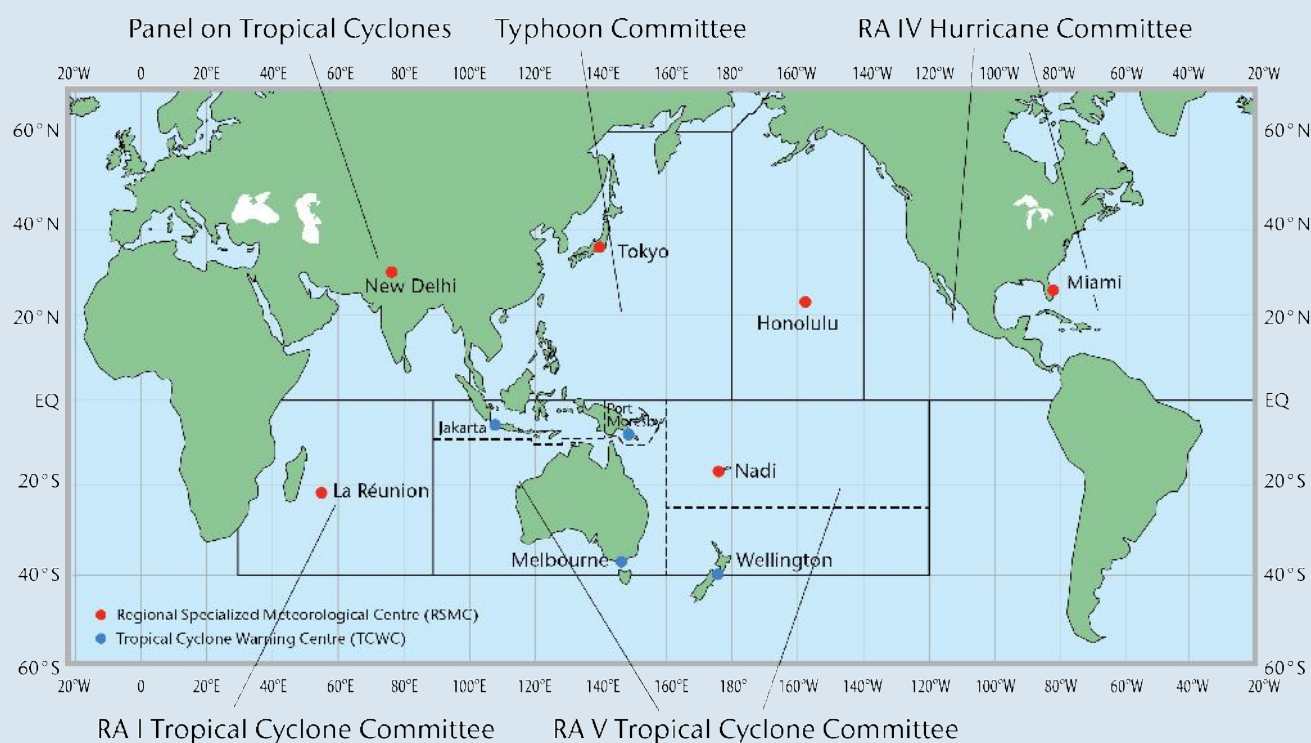 Panel on Tropical Cyclones Typhoon Committee RA IV Hurricane Committee
20°W 0 20°E 40°E 60°E 80°E 100°E 120°E 140°E 160°E 180° 160°W 140°W 120°W 100°W 80°W 60°W 40°W 20°W
60°N 60°N
40°N 40°N
Tokyo
New Delhi
Miami
20°N Honolulu 20°N
EQ EQ
Port
Moresby
Jakarta
Nadi
20°S 20°S
La Réunion
Melbourne Wellington
40°S 40°S
Regional Specialized Meteorological Centre (RSMC)
Tropical Cyclone Warning Centre (TCWC)
60°S 60°S
20°W 0 20°E 40°E 60°E 80°E 100°E 120°E 140°E 160°E 180° 160°W 140°W 120°W 100°W 80°W 60°W 40°W 20°W
RA I Tropical Cyclone Committee RA V Tropical Cyclone Committee